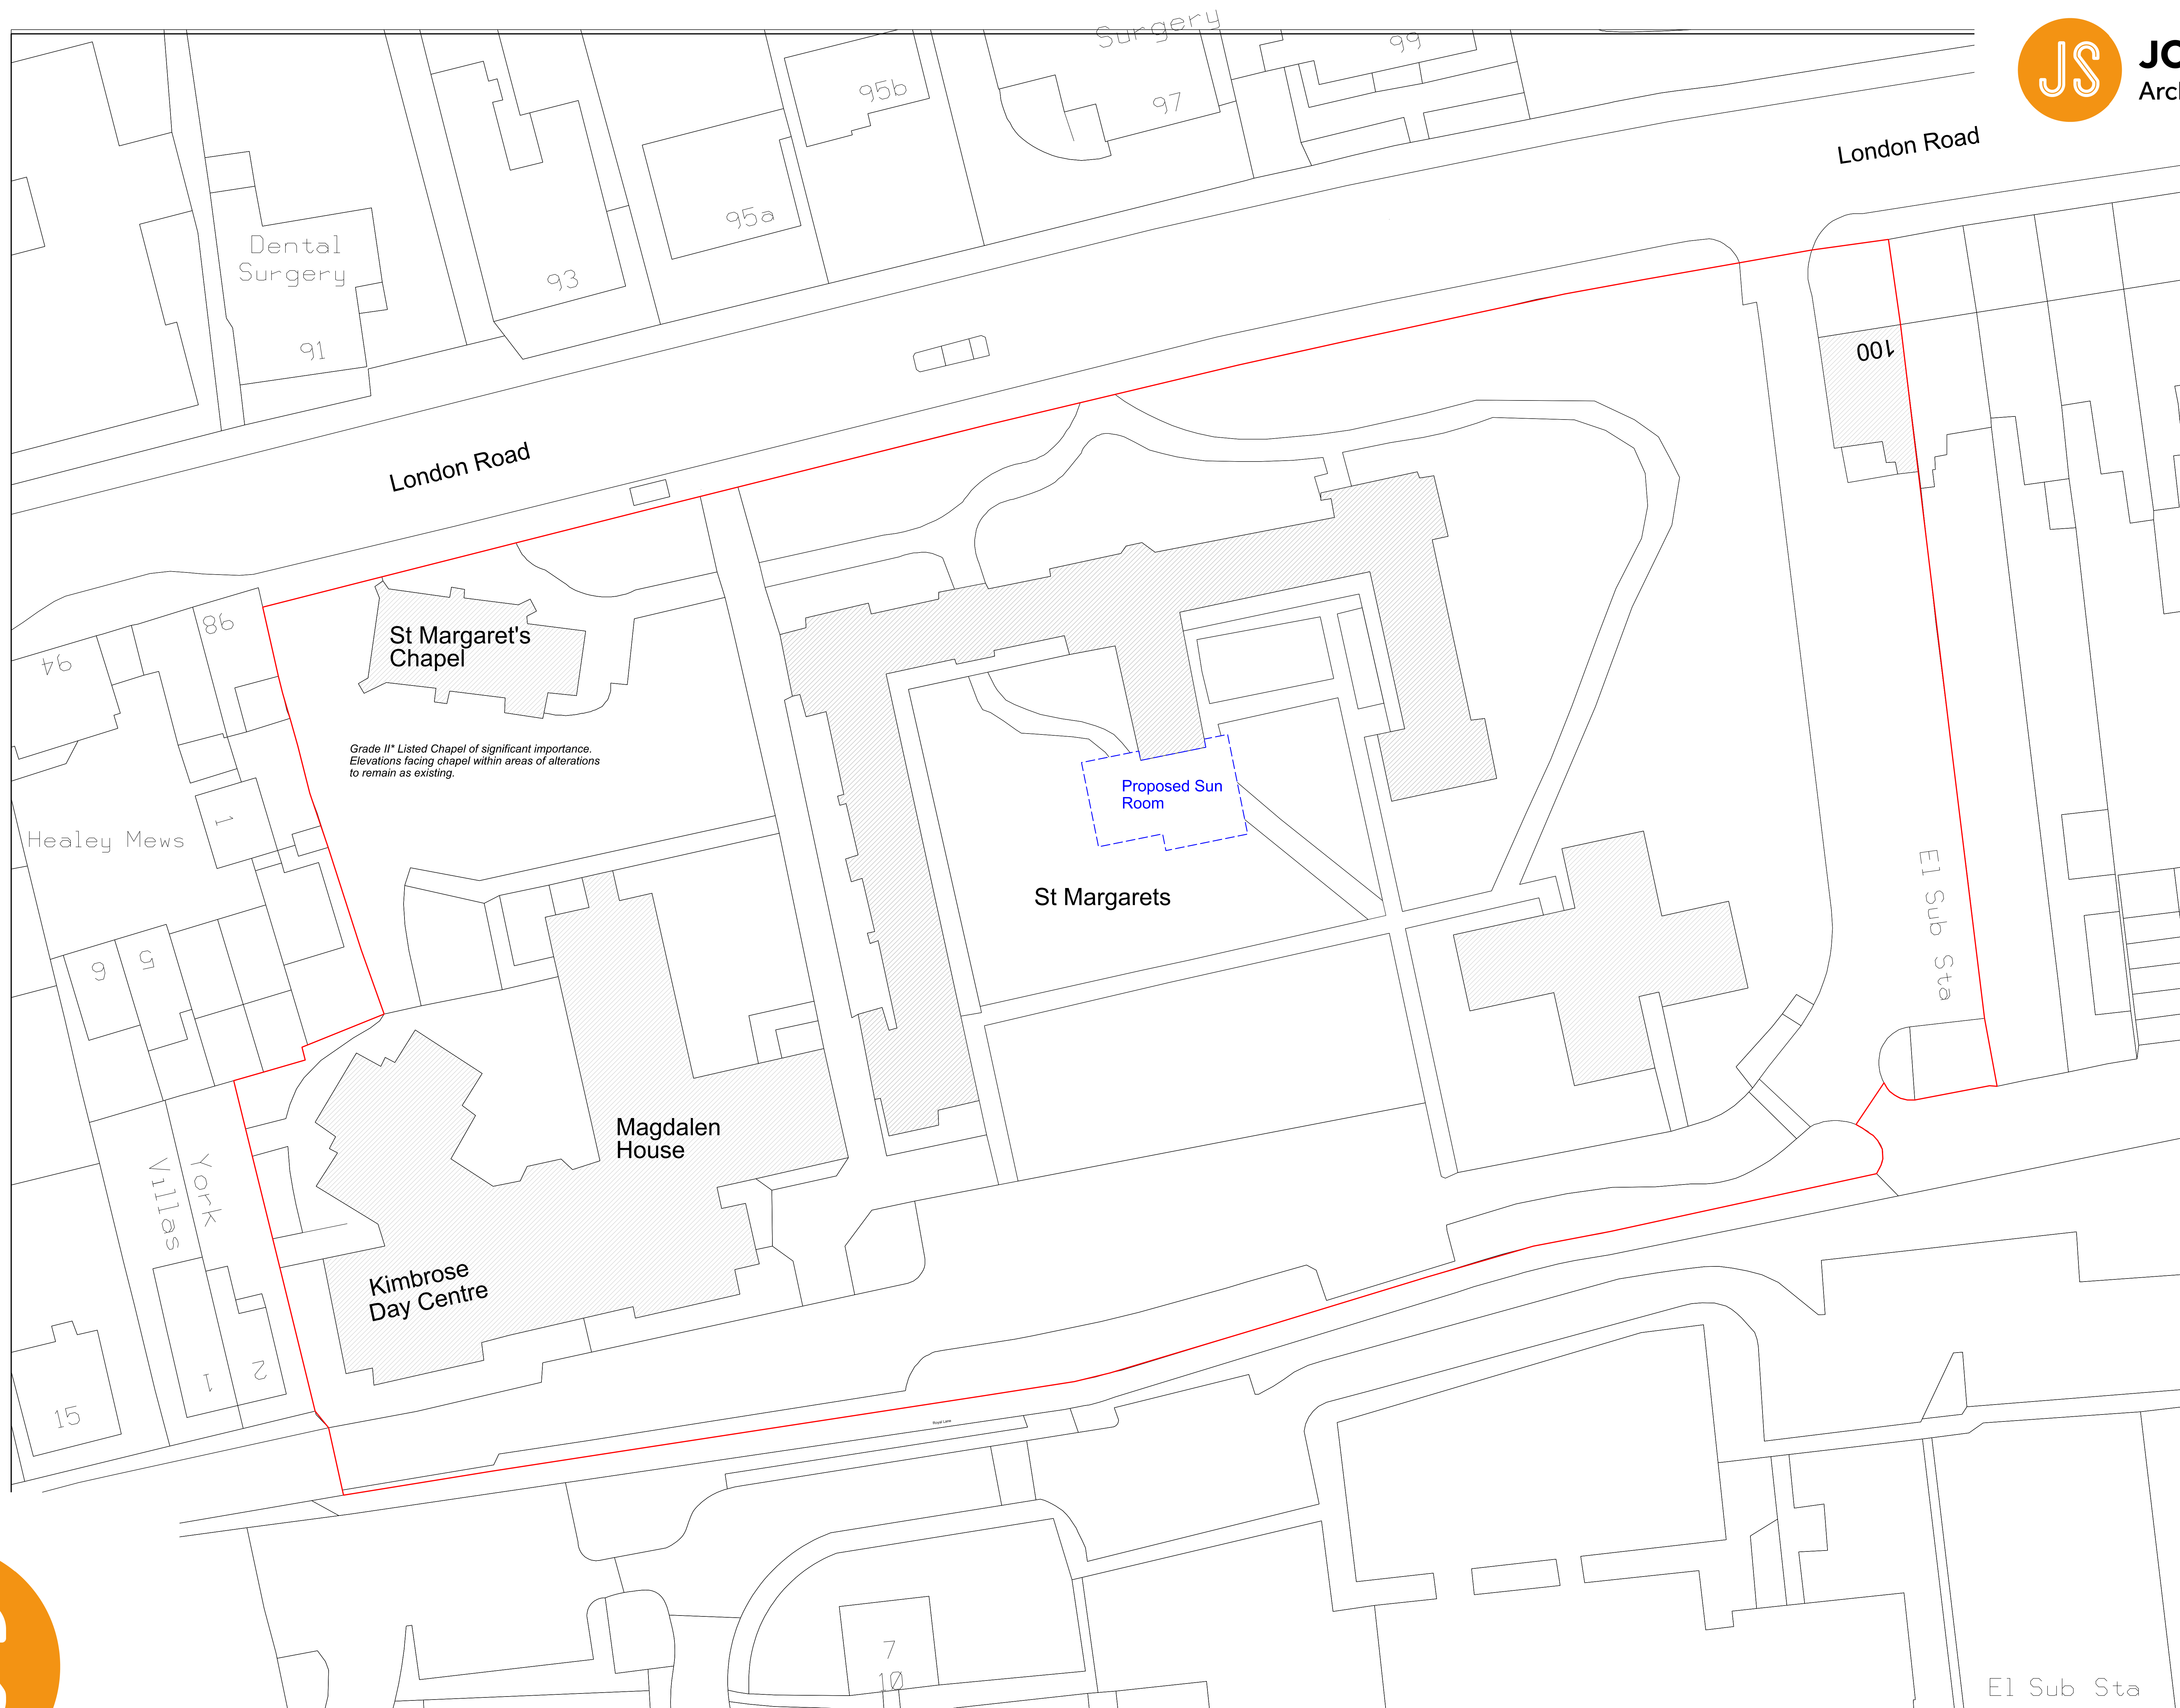 Surgery
99
95b
97
JS
London Road
95a
Dental
Surgery
93
91
100
London Road
St Margaret's
Chapel
98
94
Grade II* Listed Chapel of significant importance.
Elevations facing chapel within areas of alterations
to remain as existing.
Proposed Sun
Room
1
Healey Mews
St Margarets
El Sub Sta
6
5
Magdalen
House
York
Villas
Kimbrose
Day Centre
2
1
15
Royal Lane
7
10
El Sub Sta